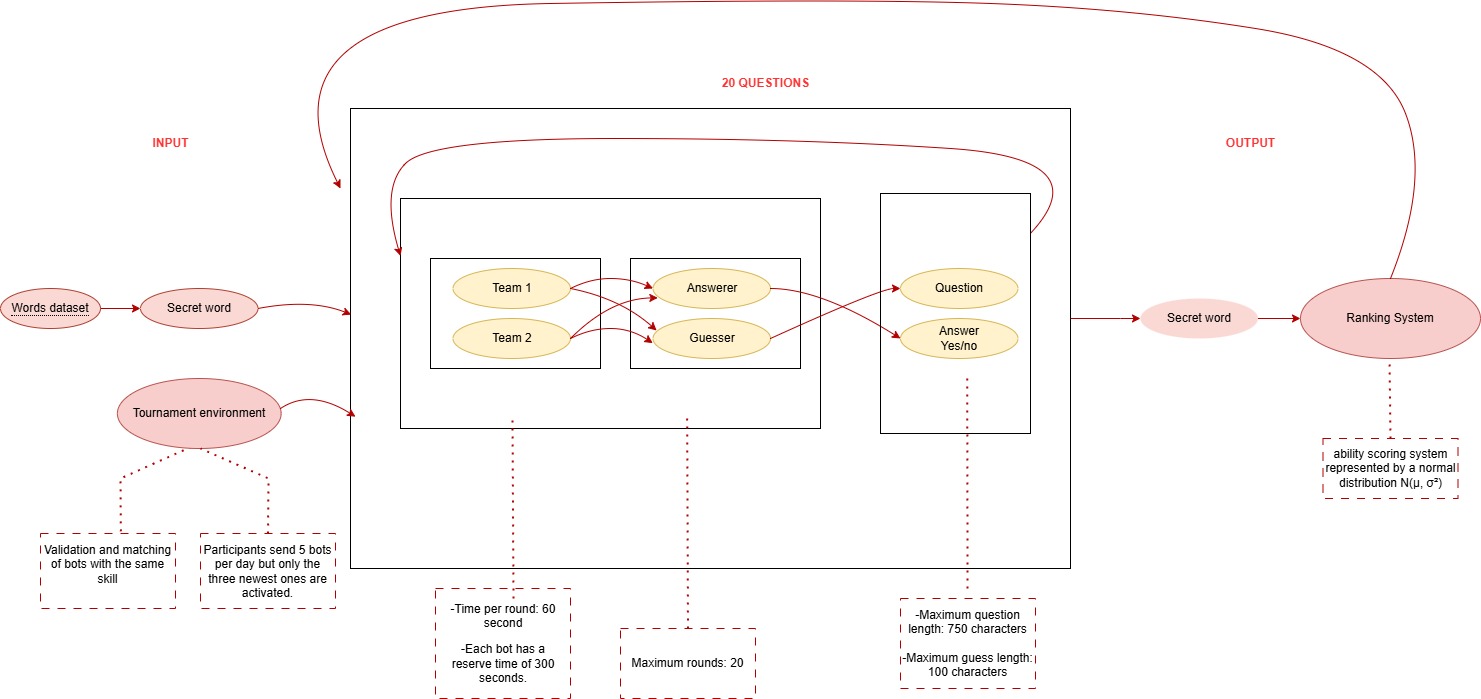 20 QUESTIONS
INPUT
OUTPUT
Words dataset
Secret word
Tournament environment
Validation and matching
of bots with the same
skill
Participants send 5 bots
per day but only the
three newest ones are
activated.
Team 1
Team 2
Answerer
Guesser
Question
Answer
Yes/no
-Time per round: 60
second
-Each bot has a
reserve time of 300
seconds.
Maximum rounds: 20
-Maximum question
length: 750 characters
-Maximum guess length:
100 characters
Secret word
Ranking System
ability scoring system
represented by a normal
distribution N(μ, σ²)